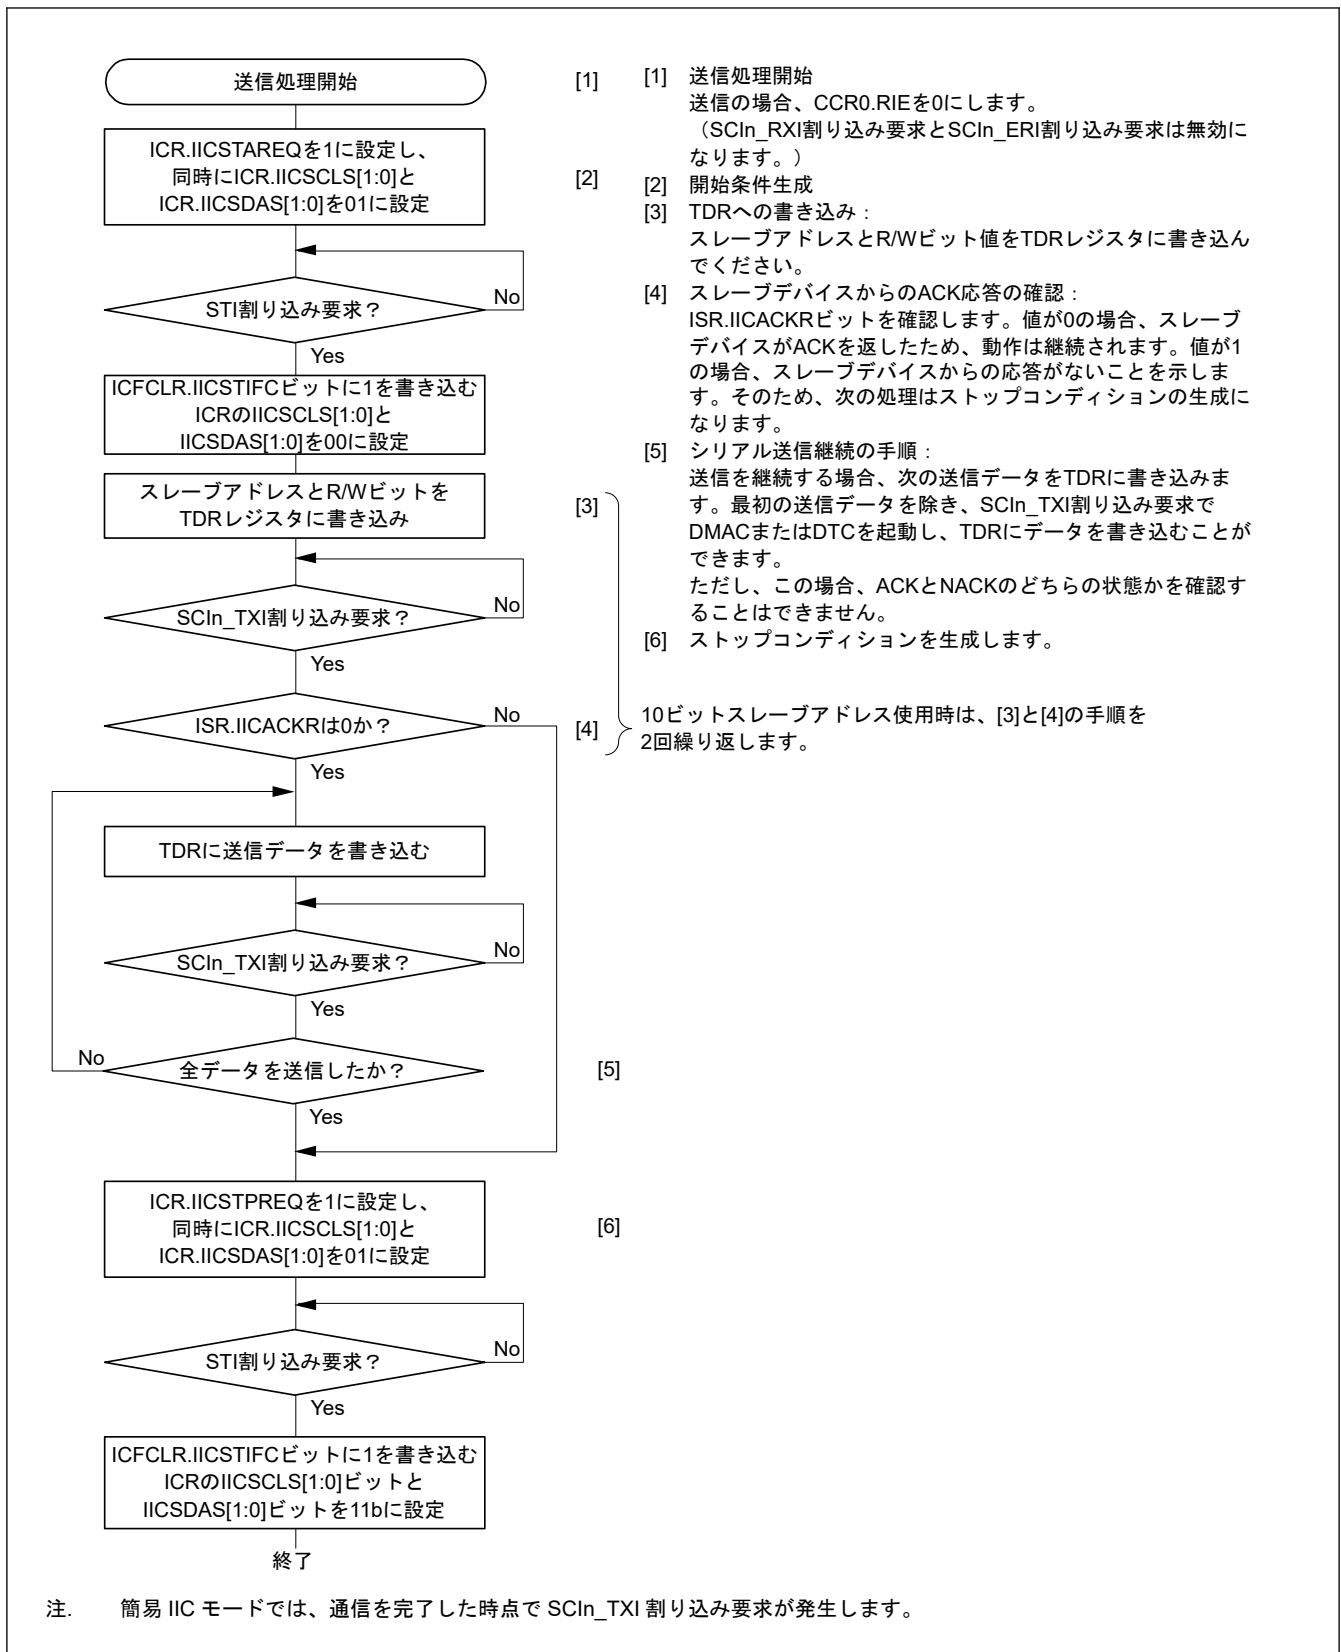 送信処理開始
[1]
ICR.IICSTAREQを1に設定し、
同時にICR.IICSCLS[1:0]と
ICR.IICSDAS[1:0]を01に設定
[2]
STI割り込み要求？
No
Yes
ICFCLR.IICSTIFCビットに1を書き込む
ICRのIICSCLS[1:0]と
IICSDAS[1:0]を00に設定
スレーブアドレスとR/Wビットを
TDRレジスタに書き込み
[3]
SCIn_TXI割り込み要求？
No
Yes
ISR.IICACKRは0か？
No
[4]
Yes
TDRに送信データを書き込む
SCIn_TXI割り込み要求？
No
Yes
No
全データを送信したか？
[5]
Yes
ICR.IICSTPREQを1に設定し、
同時にICR.IICSCLS[1:0]と
ICR.IICSDAS[1:0]を01に設定
[6]
STI割り込み要求？
No
Yes
ICFCLR.IICSTIFCビットに1を書き込む
ICRのIICSCLS[1:0]ビットと
IICSDAS[1:0]ビットを11bに設定
終了
[1] 送信処理開始
送信の場合、CCR0.RIEを0にします。
（SCIn_RXI割り込み要求とSCIn_ERI割り込み要求は無効に
なります。）
[2] 開始条件生成
[3] TDRへの書き込み：
スレーブアドレスとR/Wビット値をTDRレジスタに書き込ん
でください。
[4] スレーブデバイスからのACK応答の確認：
ISR.IICACKRビットを確認します。値が0の場合、スレーブ
デバイスがACKを返したため、動作は継続されます。値が1
の場合、スレーブデバイスからの応答がないことを示しま
す。そのため、次の処理はストップコンディションの生成に
なります。
[5] シリアル送信継続の手順：
送信を継続する場合、次の送信データをTDRに書き込みま
す。最初の送信データを除き、SCIn_TXI割り込み要求で
DMACまたはDTCを起動し、TDRにデータを書き込むことが
できます。
ただし、この場合、ACKとNACKのどちらの状態かを確認す
ることはできません。
[6] ストップコンディションを生成します。
10ビットスレーブアドレス使用時は、[3]と[4]の手順を
2回繰り返します。
注. 簡易 IIC モードでは、通信を完了した時点で SCIn_TXI 割り込み要求が発生します。